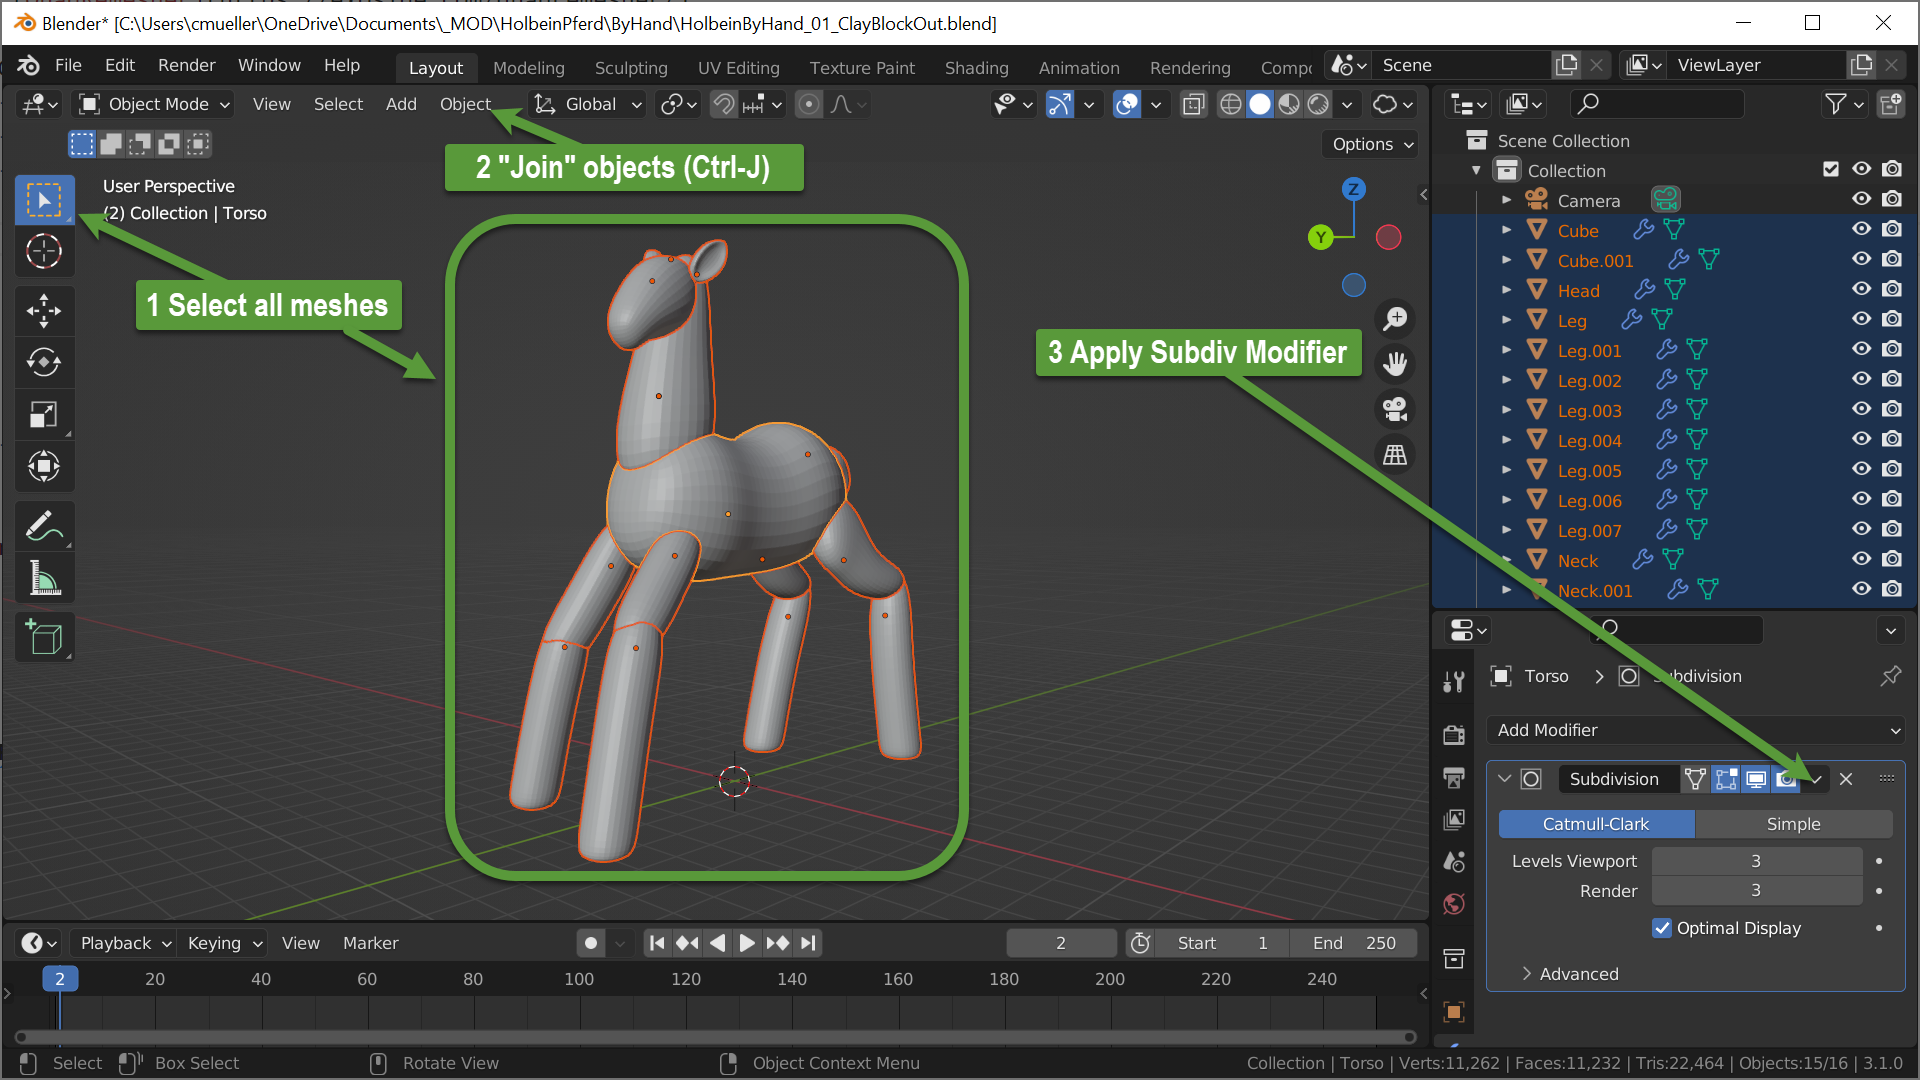 Blender* [C:\Users\cmueller\OneDrive\Documents\_MOD\HolbeinPferd\ByHand\HolbeinByHand_01_ClayBlockOut.blend]
File Edit Render Window Help Layout Modeling Sculpting UV Editing Texture Paint Shading Animation Rendering Compo Scene ViewLayer
Object Mode View Select Add Object Global
Options
2 "Join" objects (Ctrl-J)
User Perspective
(2) Collection | Torso
1 Select all meshes
3 Apply Subdiv Modifier
Z
Y
Scene Collection
Collection
Camera
Cube
Cube.001
Head
Leg
Leg.001
Leg.002
Leg.003
Leg.004
Leg.005
Leg.006
Leg.007
Neck
Neck.001
Torso > Subdivision
Add Modifier
Subdivision
Catmull-Clark Simple
Levels Viewport 3
Render 3
Optimal Display
Advanced
Playback Keying View Marker 2 Start 1 End 250
2 20 40 60 80 100 120 140 160 180 200 220 240
Select Box Select Rotate View Object Context Menu Collection | Torso | Verts:11,262 | Faces:11,232 | Tris:22,464 | Objects:15/16 | 3.1.0